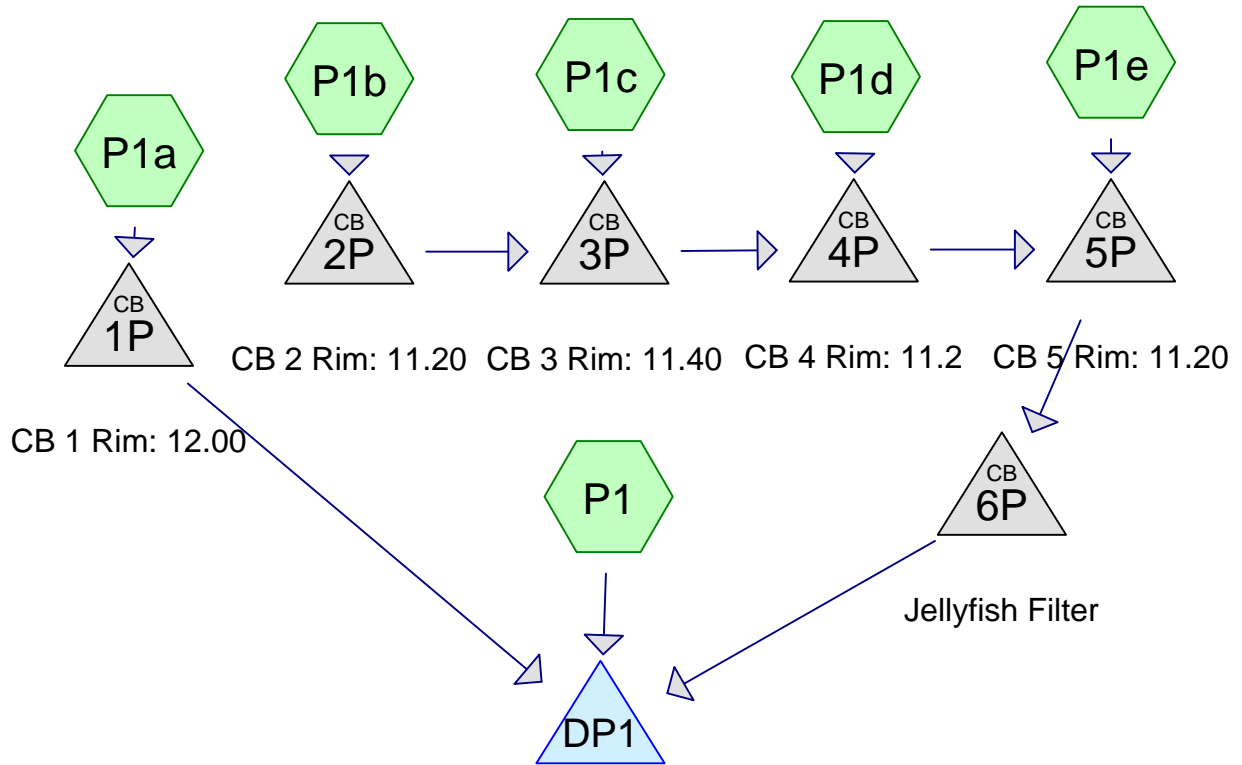 P1a
P1b
P1c
P1d
P1e
CB
1P
CB
2P
CB
3P
CB
4P
CB
5P
CB 2 Rim: 11.20
CB 3 Rim: 11.40
CB 4 Rim: 11.2
CB 5 Rim: 11.20
CB 1 Rim: 12.00
P1
CB
6P
Jellyfish Filter
DP1